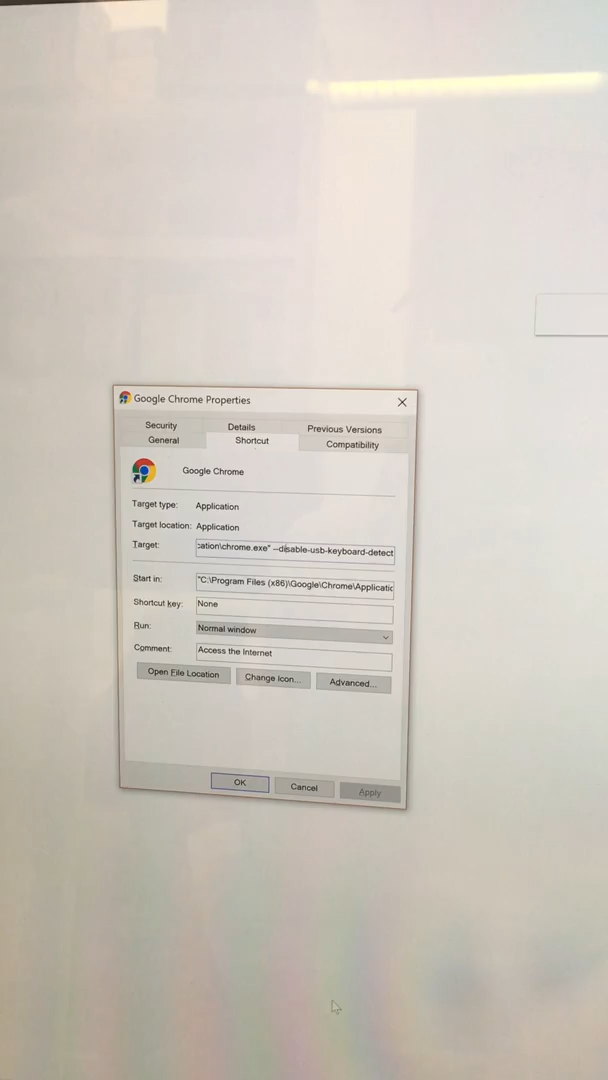 Google Chrome Properties
Security Details Previous Versions
General Shortcut Compatibility
Google Chrome
Target type: Application
Target location: Application
Target: cation\chrome.exe" --disable-usb-keyboard-detect
Start in: "C:\Program Files (x86)\Google\Chrome\Applicatic
Shortcut key: None
Run: Normal window
Comment: Access the Internet
Open File Location Change Icon... Advanced...
OK Cancel Apply